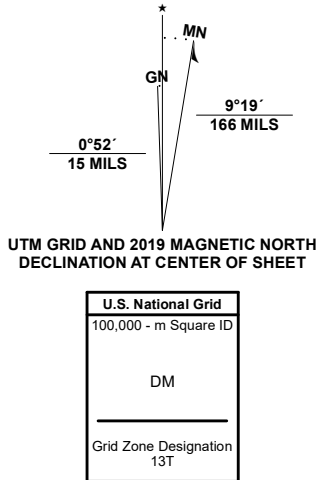 ★
MN
GN
9°19´
166 MILS
0°52´
15 MILS
UTM GRID AND 2019 MAGNETIC NORTH
DECLINATION AT CENTER OF SHEET
U.S. National Grid
100,000 - m Square ID
DM
Grid Zone Designation
13T